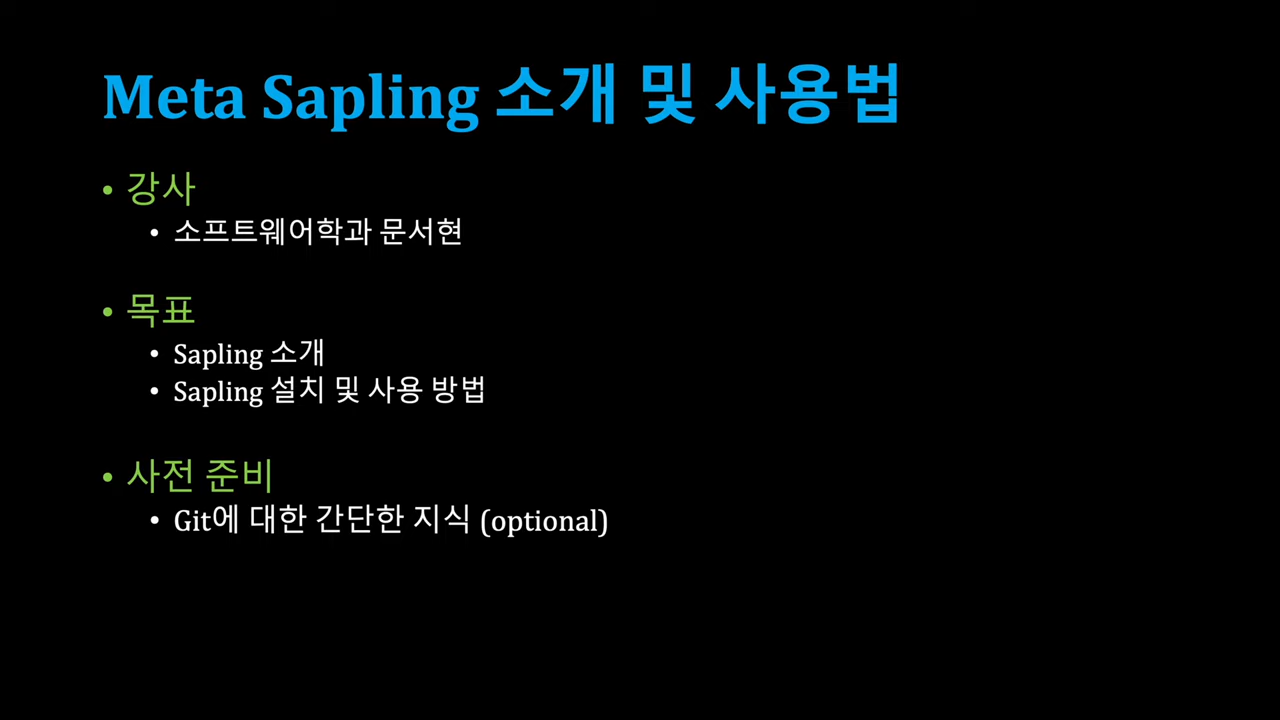 Meta Sapling 소개 및 사용법
• 강사
• 소프트웨어학과 문서현
• 목표
• Sapling 소개
• Sapling 설치 및 사용 방법
• 사전 준비
• Git에 대한 간단한 지식 (optional)